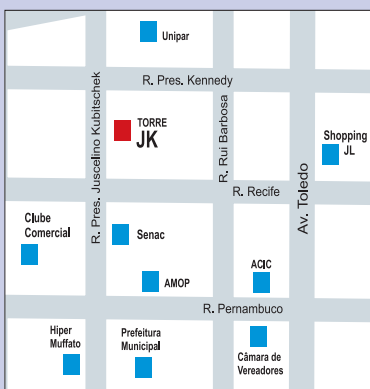 Unipar
R. Pres. Kennedy
TORRE
JK
R. Pres. Juscelino Kubitschek
R. Rui Barbosa
Shopping
JL
R. Recife
Av. Toledo
Clube
Comercial
Senac
AMOP
ACIC
R. Pernambuco
Hiper
Muffato
Prefeitura
Municipal
Câmara de
Vereadores